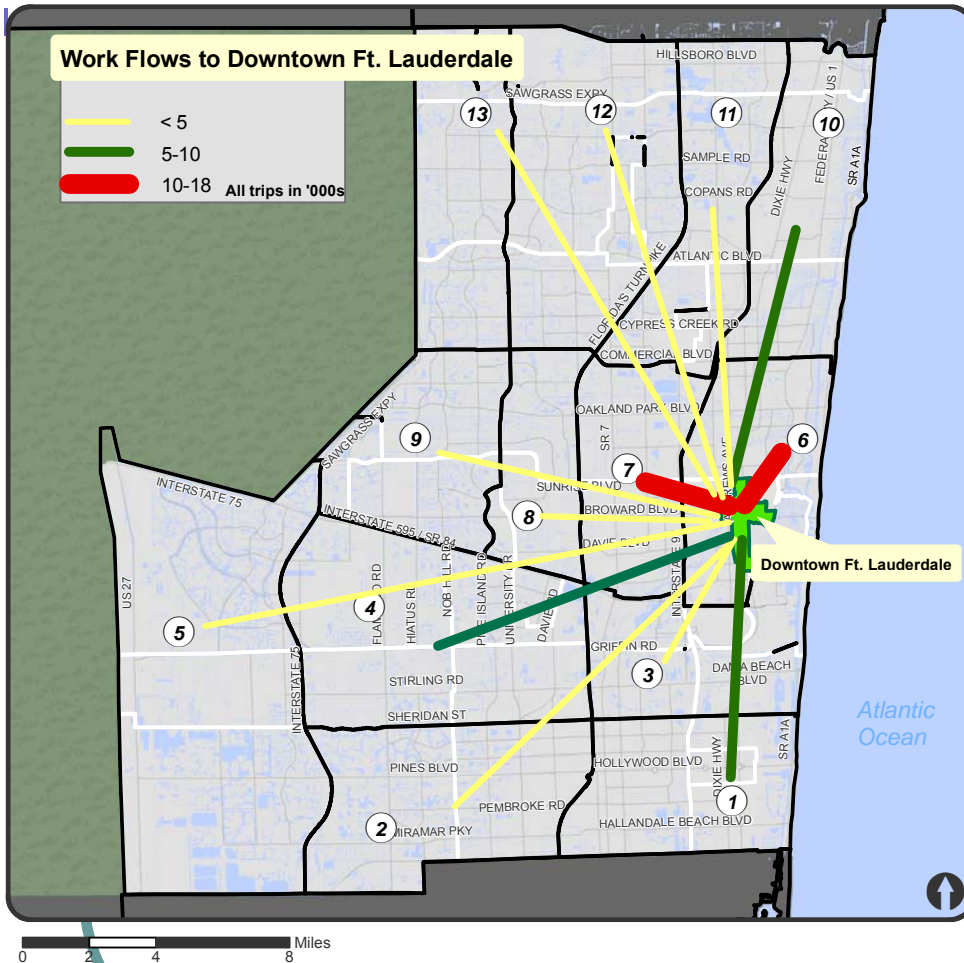 Work Flows to Downtown Ft. Lauderdale
< 5
5-10
10-18
All trips in '000s
HILLSBORO BLVD
SAWGRASS EXPY
13
12
11
10
FEDERAL HWY / US 1
SR A1A
SAMPLE RD
COPANS RD
DIXIE HWY
ATLANTIC BLVD
FLORIDA'S TURNPIKE
CYPRESS CREEK RD
COMMERCIAL BLVD
OAKLAND PARK BLVD
SAWGRASS EXPY
SR 7
9
6
7
SUNRISE BLVD
INTERSTATE 75
BROWARD BLVD
8
INTERSTATE 595 / SR 84
DAVIE BLVD
Downtown Ft. Lauderdale
US 27
NOB HILL RD
PINE ISLAND RD
UNIVERSITY DR
DAVIE RD
INTERSTATE 9
4
HIATUS RD
5
GRIFFIN RD
3
DANIA BEACH
BLVD
STIRLING RD
INTERSTATE 75
SHERIDAN ST
SR A1A
Atlantic
Ocean
PINES BLVD
HOLLYWOOD BLVD
DIXIE HWY
PEMBROKE RD
1
2
MIRAMAR PKY
HALLANDALE BEACH BLVD
Miles
0
2
4
8